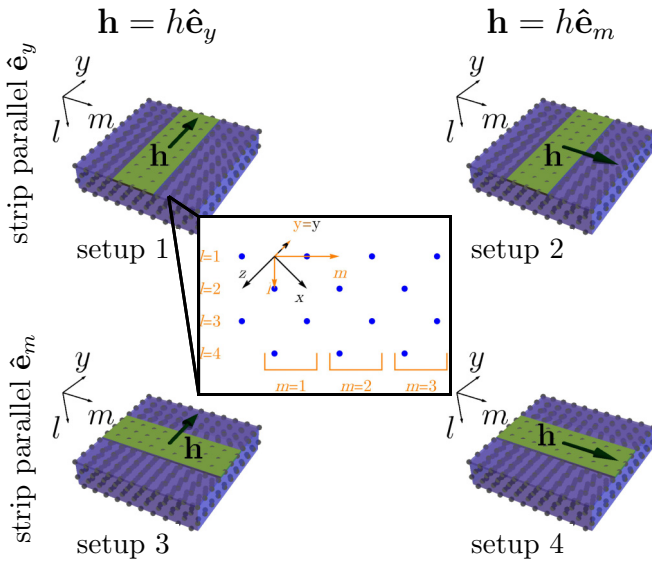 h = hê_y
h = hê_m
strip parallel ê_y
y
m
l
h
setup 1
y
m
l
h
setup 2
y=y
l=1
m
z
l
x
l=2
l=3
l=4
m=1
m=2
m=3
strip parallel ê_m
y
m
l
h
setup 3
y
m
l
h
setup 4